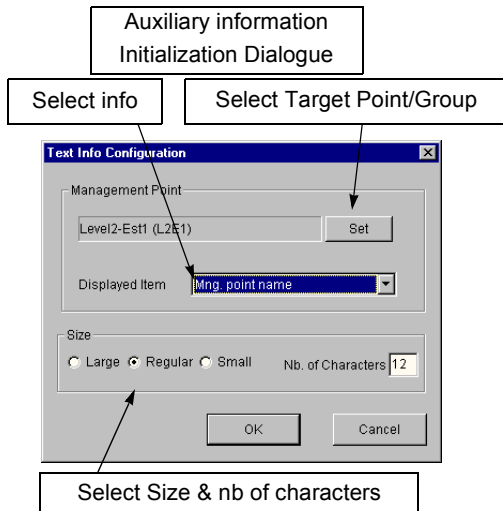 Auxiliary information
Initialization Dialogue
Select info
Select Target Point/Group
Text Info Configuration
Management Point
Level2-Est1 (L2E1)
Set
Displayed Item
Mng. point name
Size
Large Regular Small
Nb. of Characters 12
OK
Cancel
Select Size & nb of characters